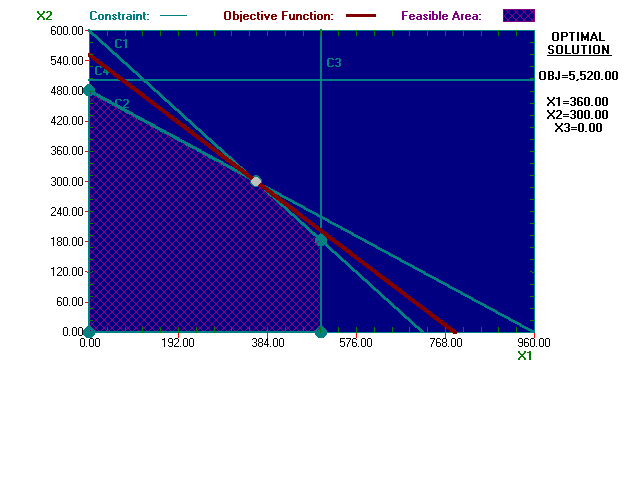 X2 Constraint: Objective Function: Feasible Area:
OPTIMAL
SOLUTION
OBJ=5,520.00
X1=360.00
X2=300.00
X3=0.00
600.00
540.00
480.00
420.00
360.00
300.00
240.00
180.00
120.00
60.00
0.00
C1
C3
C4
C2
0.00 192.00 384.00 576.00 768.00 960.00
X1